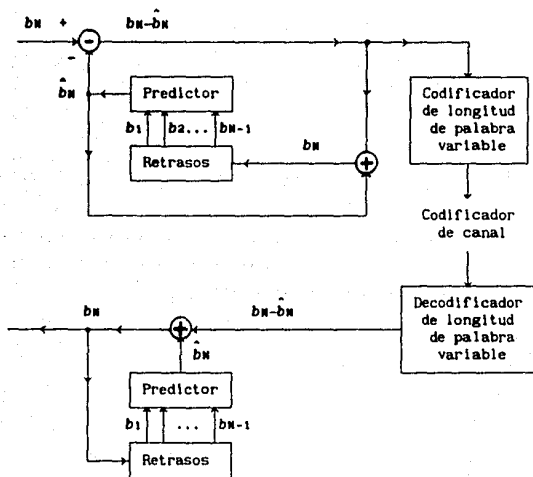 bN + bN-b̂N
-
b̂N
Predictor
b1 b2... bN-1
Retrasos
bN
Codificador
de longitud
de palabra
variable
Codificador
de canal
Decodificador
de longitud
de palabra
variable
bN-b̂N
bN
b̂N
Predictor
b1 ... bN-1
Retrasos